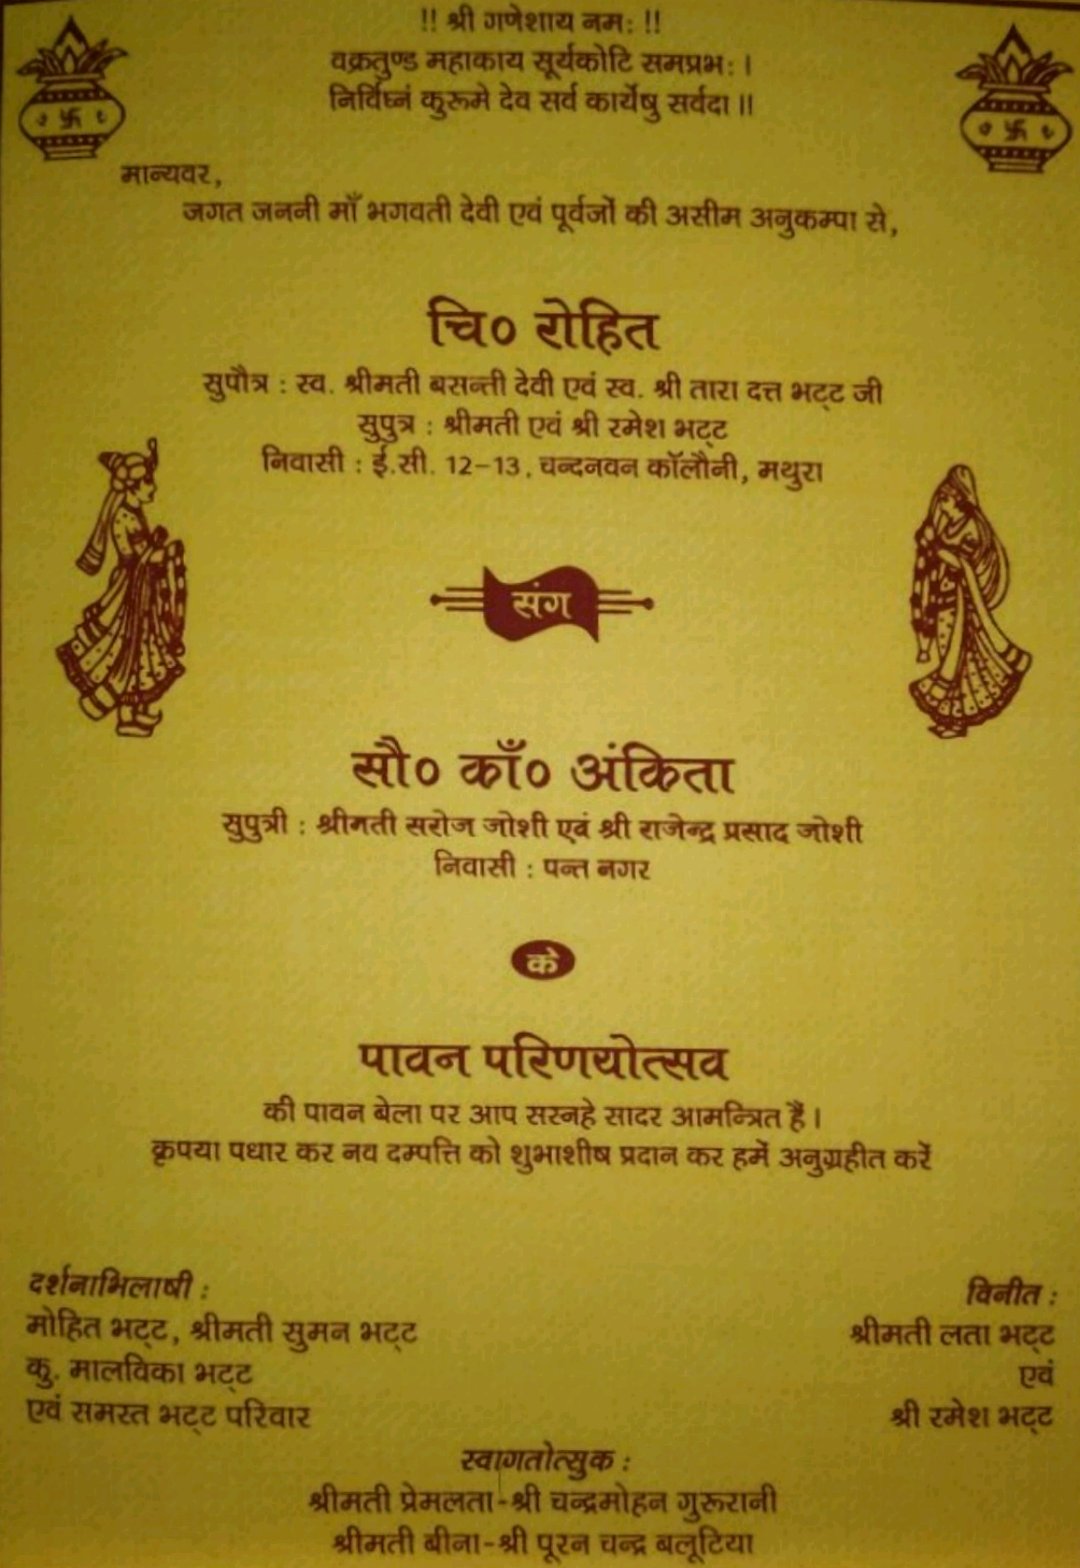 !! श्री गणेशाय नमः !!
वक्रतुण्ड महाकाय सूर्यकोटि समप्रभः।
निर्विघ्नं कुरूमे देव सर्व कार्येषु सर्वदा॥
मान्यवर,
जगत जननी माँ भगवती देवी एवं पूर्वजों की असीम अनुकम्पा से,
चि० रोहित
सुपौत्र : स्व. श्रीमती बसन्ती देवी एवं स्व. श्री तारा दत्त भट्ट जी
सुपुत्र : श्रीमती एवं श्री रमेश भट्ट
निवासी : ई.सी. 12-13, चन्दनवन कॉलौनी, मथुरा
संग
सौ० काँ० अंकिता
सुपुत्री : श्रीमती सरोज जोशी एवं श्री राजेन्द्र प्रसाद जोशी
निवासी : पन्त नगर
के
पावन परिणयोत्सव
की पावन बेला पर आप सस्नहे सादर आमन्त्रित हैं।
कृपया पधार कर नव दम्पत्ति को शुभाशीष प्रदान कर हमें अनुग्रहीत करें
दर्शनाभिलाषी :
मोहित भट्ट, श्रीमती सुमन भट्ट
कु. मालविका भट्ट
एवं समस्त भट्ट परिवार
विनीत :
श्रीमती लता भट्ट
एवं
श्री रमेश भट्ट
स्वागतोत्सुक :
श्रीमती प्रेमलता-श्री चन्द्रमोहन गुरूरानी
श्रीमती बीना-श्री पूरन चन्द्र बलूटिया